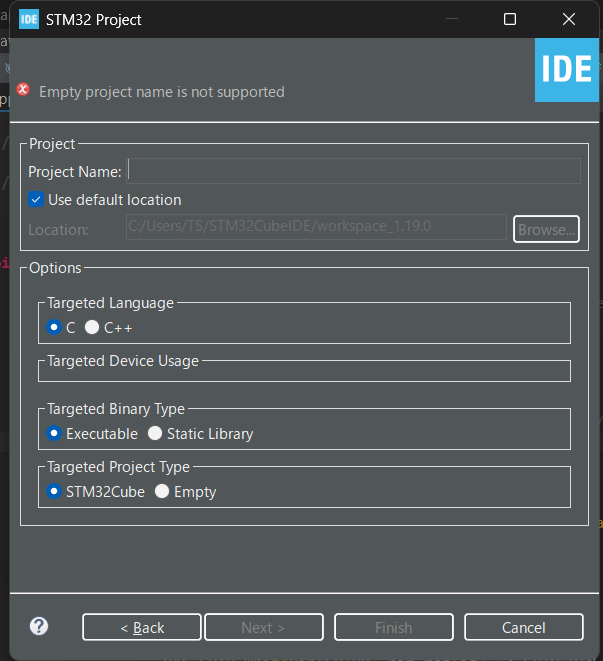 IDE STM32 Project
Empty project name is not supported
IDE
Project
Project Name:
Use default location
Location: C:/Users/TS/STM32CubeIDE/workspace_1.19.0 Browse...
Options
Targeted Language
C C++
Targeted Device Usage
Targeted Binary Type
Executable Static Library
Targeted Project Type
STM32Cube Empty
? < Back Next > Finish Cancel